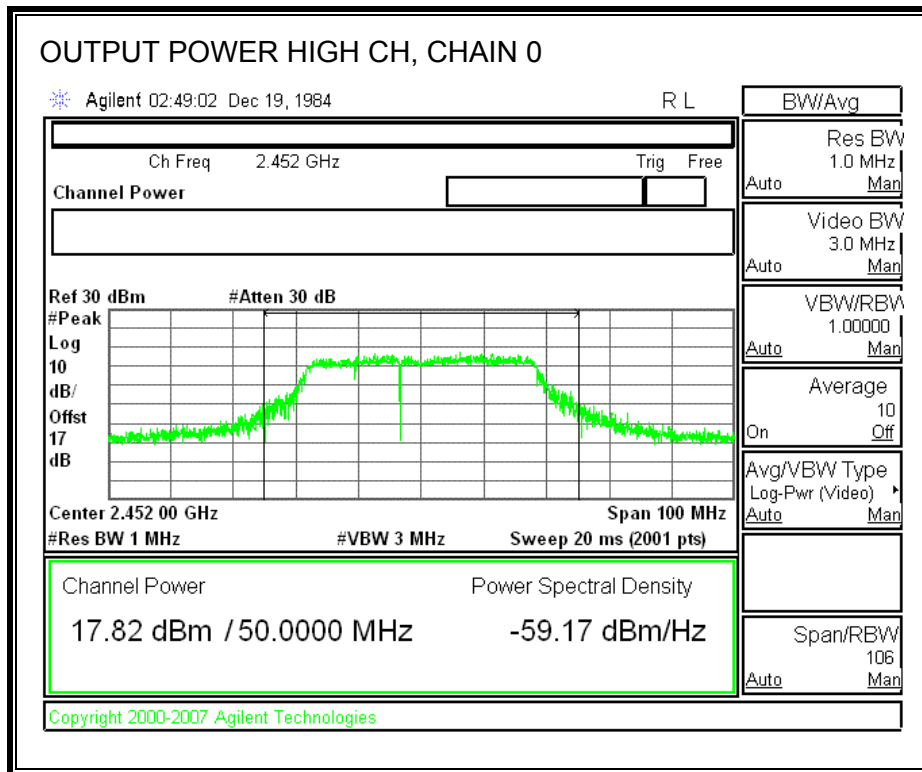 OUTPUT POWER HIGH CH, CHAIN 0
Agilent 02:49:02 Dec 19, 1984 R L
Ch Freq 2.452 GHz Trig Free
Channel Power
Ref 30 dBm #Atten 30 dB
#Peak
Log
10
dB/
Offst
17
dB
Center 2.452 00 GHz Span 100 MHz
#Res BW 1 MHz #VBW 3 MHz Sweep 20 ms (2001 pts)
Channel Power Power Spectral Density
17.82 dBm / 50.0000 MHz -59.17 dBm/Hz
Copyright 2000-2007 Agilent Technologies
BW/Avg
Res BW
1.0 MHz
Auto Man
Video BW
3.0 MHz
Auto Man
VBW/RBW
1.00000
Auto Man
Average
10
On Off
Avg/VBW Type
Log-Pwr (Video)
Auto Man
Span/RBW
106
Auto Man